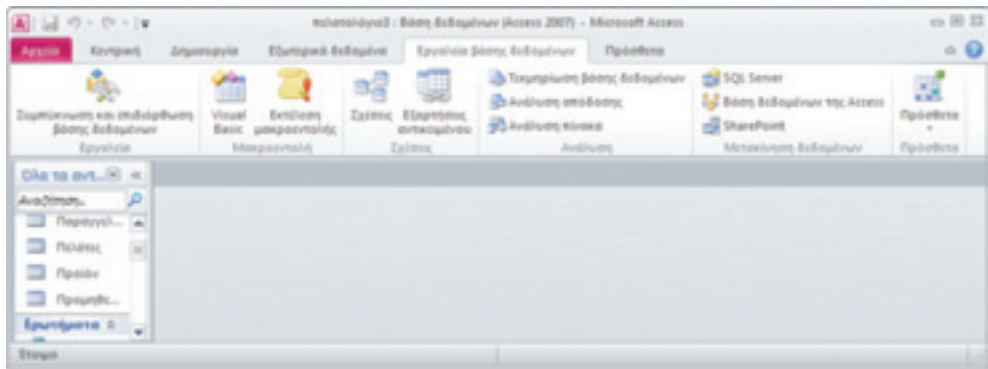 πελατολόγιο3 : Βάση δεδομένων (Access 2007) - Microsoft Access
Αρχείο Κεντρική Δημιουργία Εξωτερικά δεδομένα Εργαλεία βάσης δεδομένων Πρόσθετα
Συμπύκνωση και επιδιόρθωση βάσης δεδομένων
Εργαλεία
Visual Basic
Εκτέλεση μακροεντολής
Μακροεντολή
Σχέσεις
Εξαρτήσεις αντικειμένου
Σχέσεις
Τεκμηρίωση βάσης δεδομένων
Ανάλυση απόδοσης
Ανάλυση πίνακα
Ανάλυση
SQL Server
Βάση δεδομένων της Access
SharePoint
Μετακίνηση δεδομένων
Πρόσθετα
Πρόσθετα
Όλα τα αντ...
Αναζήτηση...
Παραγγελ...
Πελάτες
Προϊόν
Προμηθε...
Ερωτήματα
Έτοιμο